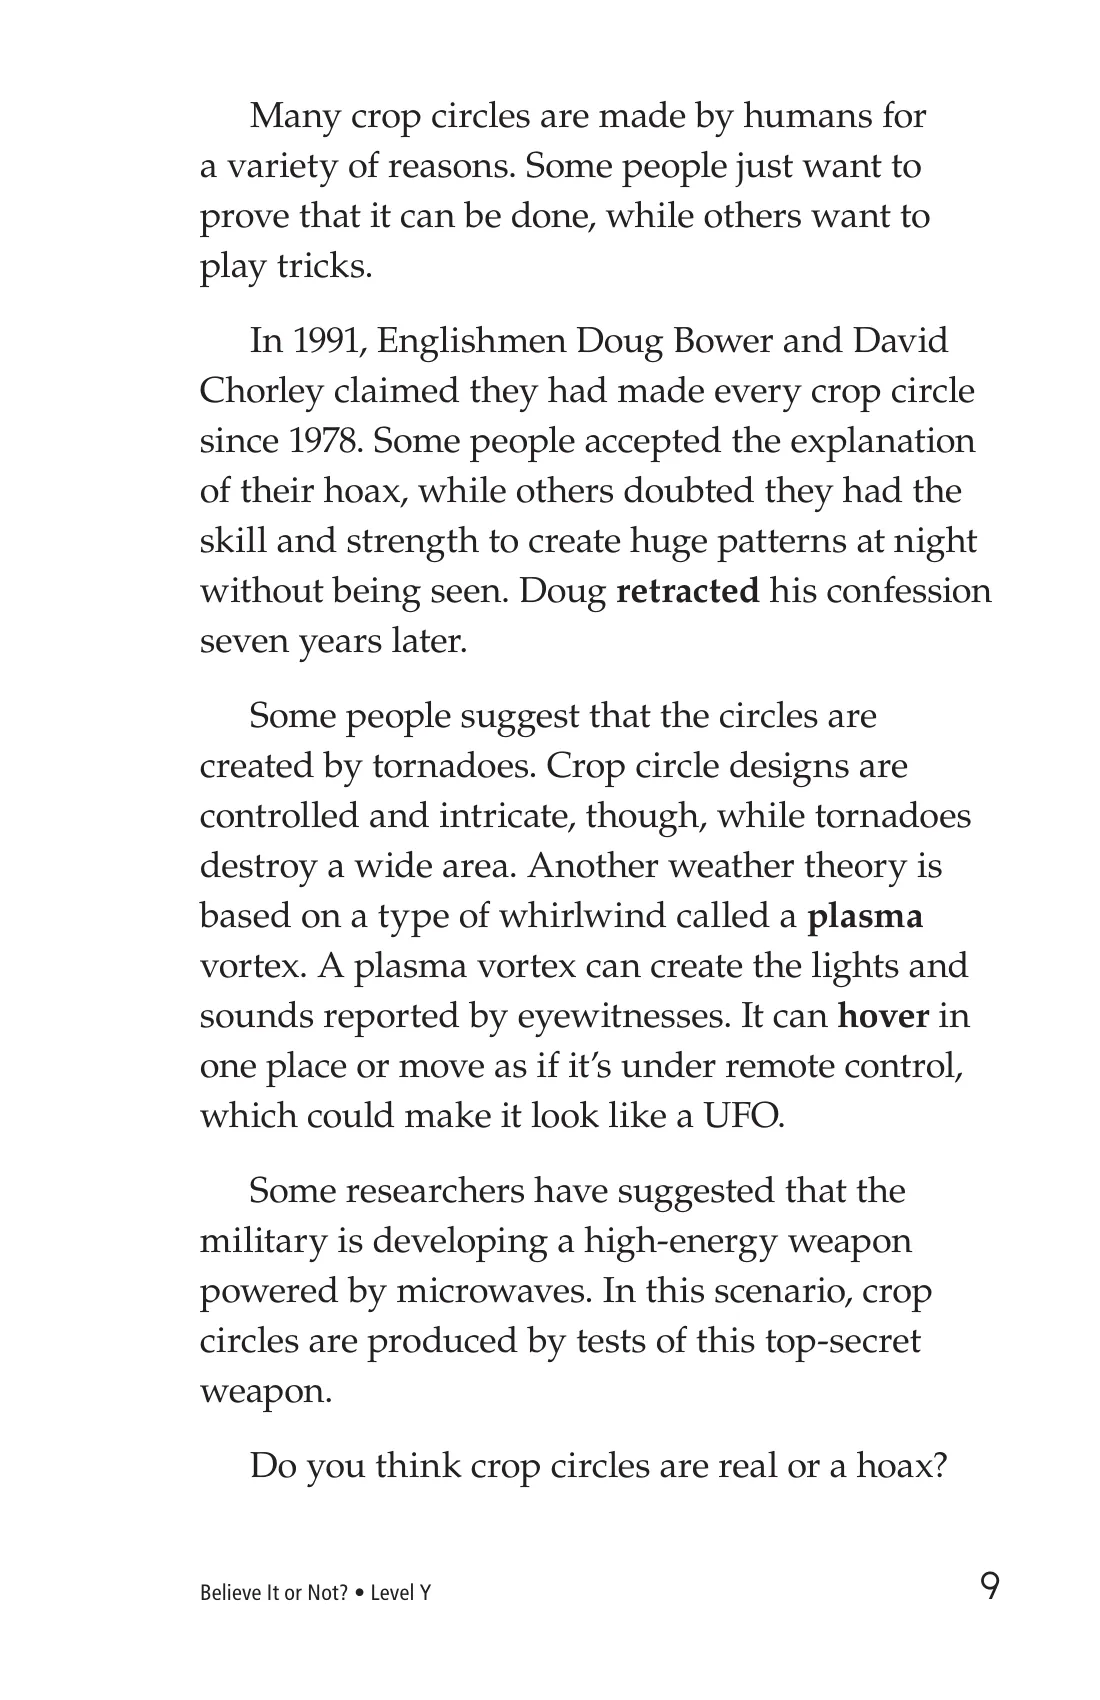 Many crop circles are made by humans for
a variety of reasons. Some people just want to
prove that it can be done, while others want to
play tricks.
In 1991, Englishmen Doug Bower and David
Chorley claimed they had made every crop circle
since 1978. Some people accepted the explanation
of their hoax, while others doubted they had the
skill and strength to create huge patterns at night
without being seen. Doug retracted his confession
seven years later.
Some people suggest that the circles are
created by tornadoes. Crop circle designs are
controlled and intricate, though, while tornadoes
destroy a wide area. Another weather theory is
based on a type of whirlwind called a plasma
vortex. A plasma vortex can create the lights and
sounds reported by eyewitnesses. It can hover in
one place or move as if it’s under remote control,
which could make it look like a UFO.
Some researchers have suggested that the
military is developing a high-energy weapon
powered by microwaves. In this scenario, crop
circles are produced by tests of this top-secret
weapon.
Do you think crop circles are real or a hoax?
Believe It or Not? • Level Y
9